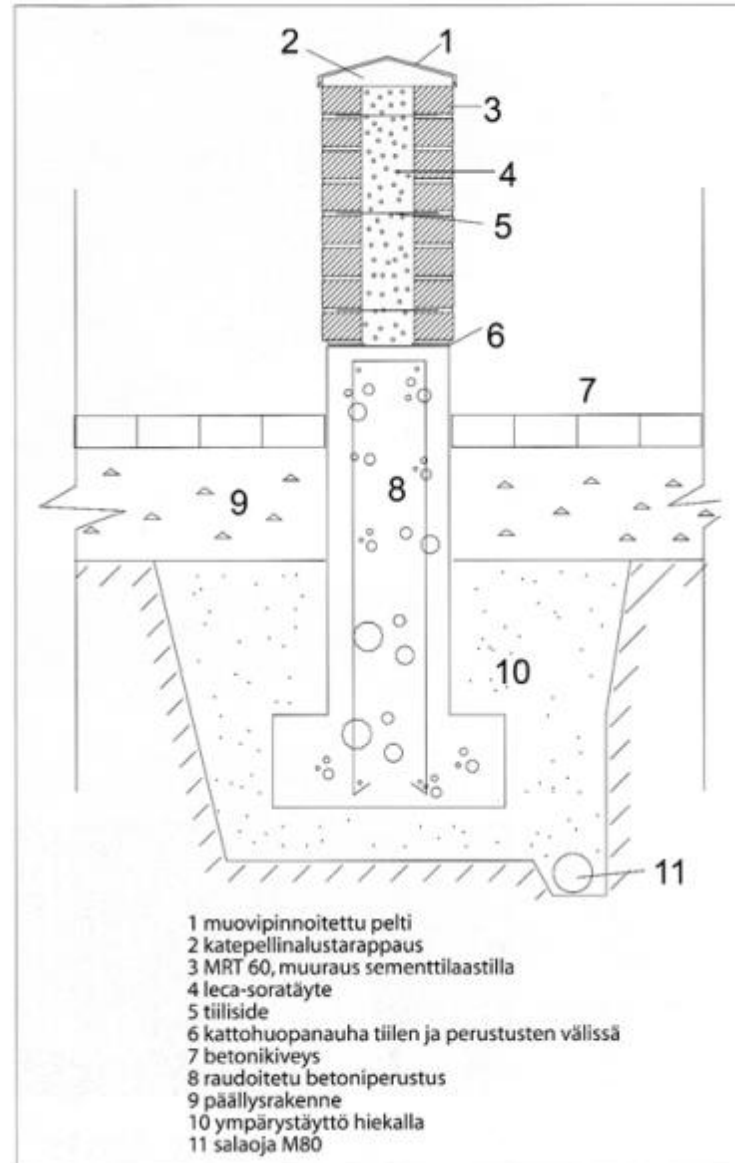 2
1
3
4
5
6
7
9
8
10
11
1 muovipinnoitettu pelti
2 katepellinalustarappaus
3 MRT 60, muuraus sementtilaastilla
4 leca-soratäyte
5 tiiliside
6 kattohuopanauha tiilen ja perustusten välissä
7 betonikiveys
8 raudoitetu betoniperustus
9 päällysrakenne
10 ympärystäyttö hiekalla
11 salaoja M80